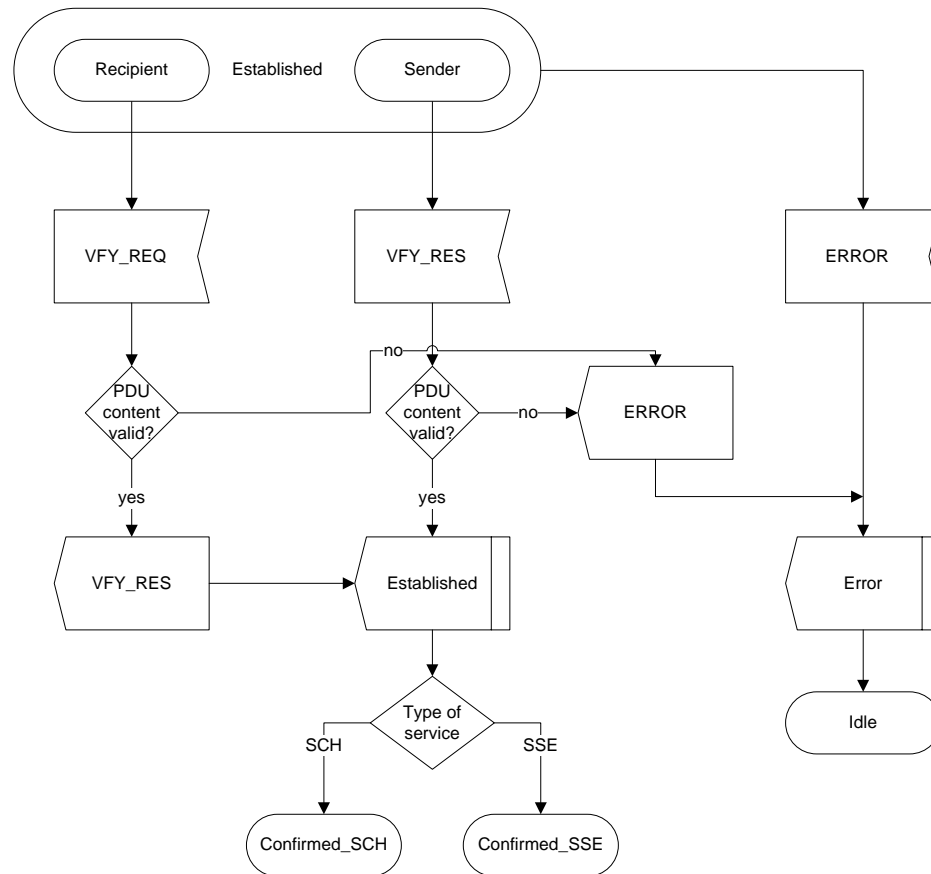 Recipient
Established
Sender
VFY_REQ
VFY_RES
ERROR
no
PDU
content
valid?
PDU
content
valid?
no
ERROR
yes
yes
VFY_RES
Established
Error
Type of
service
SCH
SSE
Idle
Confirmed_SCH
Confirmed_SSE